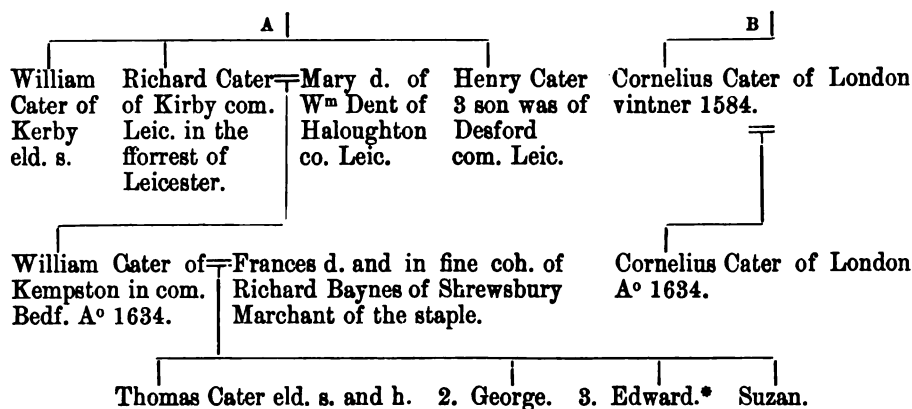 A B
William Cater of Kerby eld. s.
Richard Cater of Kirby com. Leic. in the fforrest of Leicester.
Mary d. of Wm Dent of Haloughton co. Leic.
Henry Cater 3 son was of Desford com. Leic.
Cornelius Cater of London vintner 1584.
William Cater of Kempston in com. Bedf. Ao 1634.
Frances d. and in fine coh. of Richard Baynes of Shrewsbury Marchant of the staple.
Cornelius Cater of London Ao 1634.
Thomas Cater eld. s. and h. 2. George. 3. Edward.* Suzan.